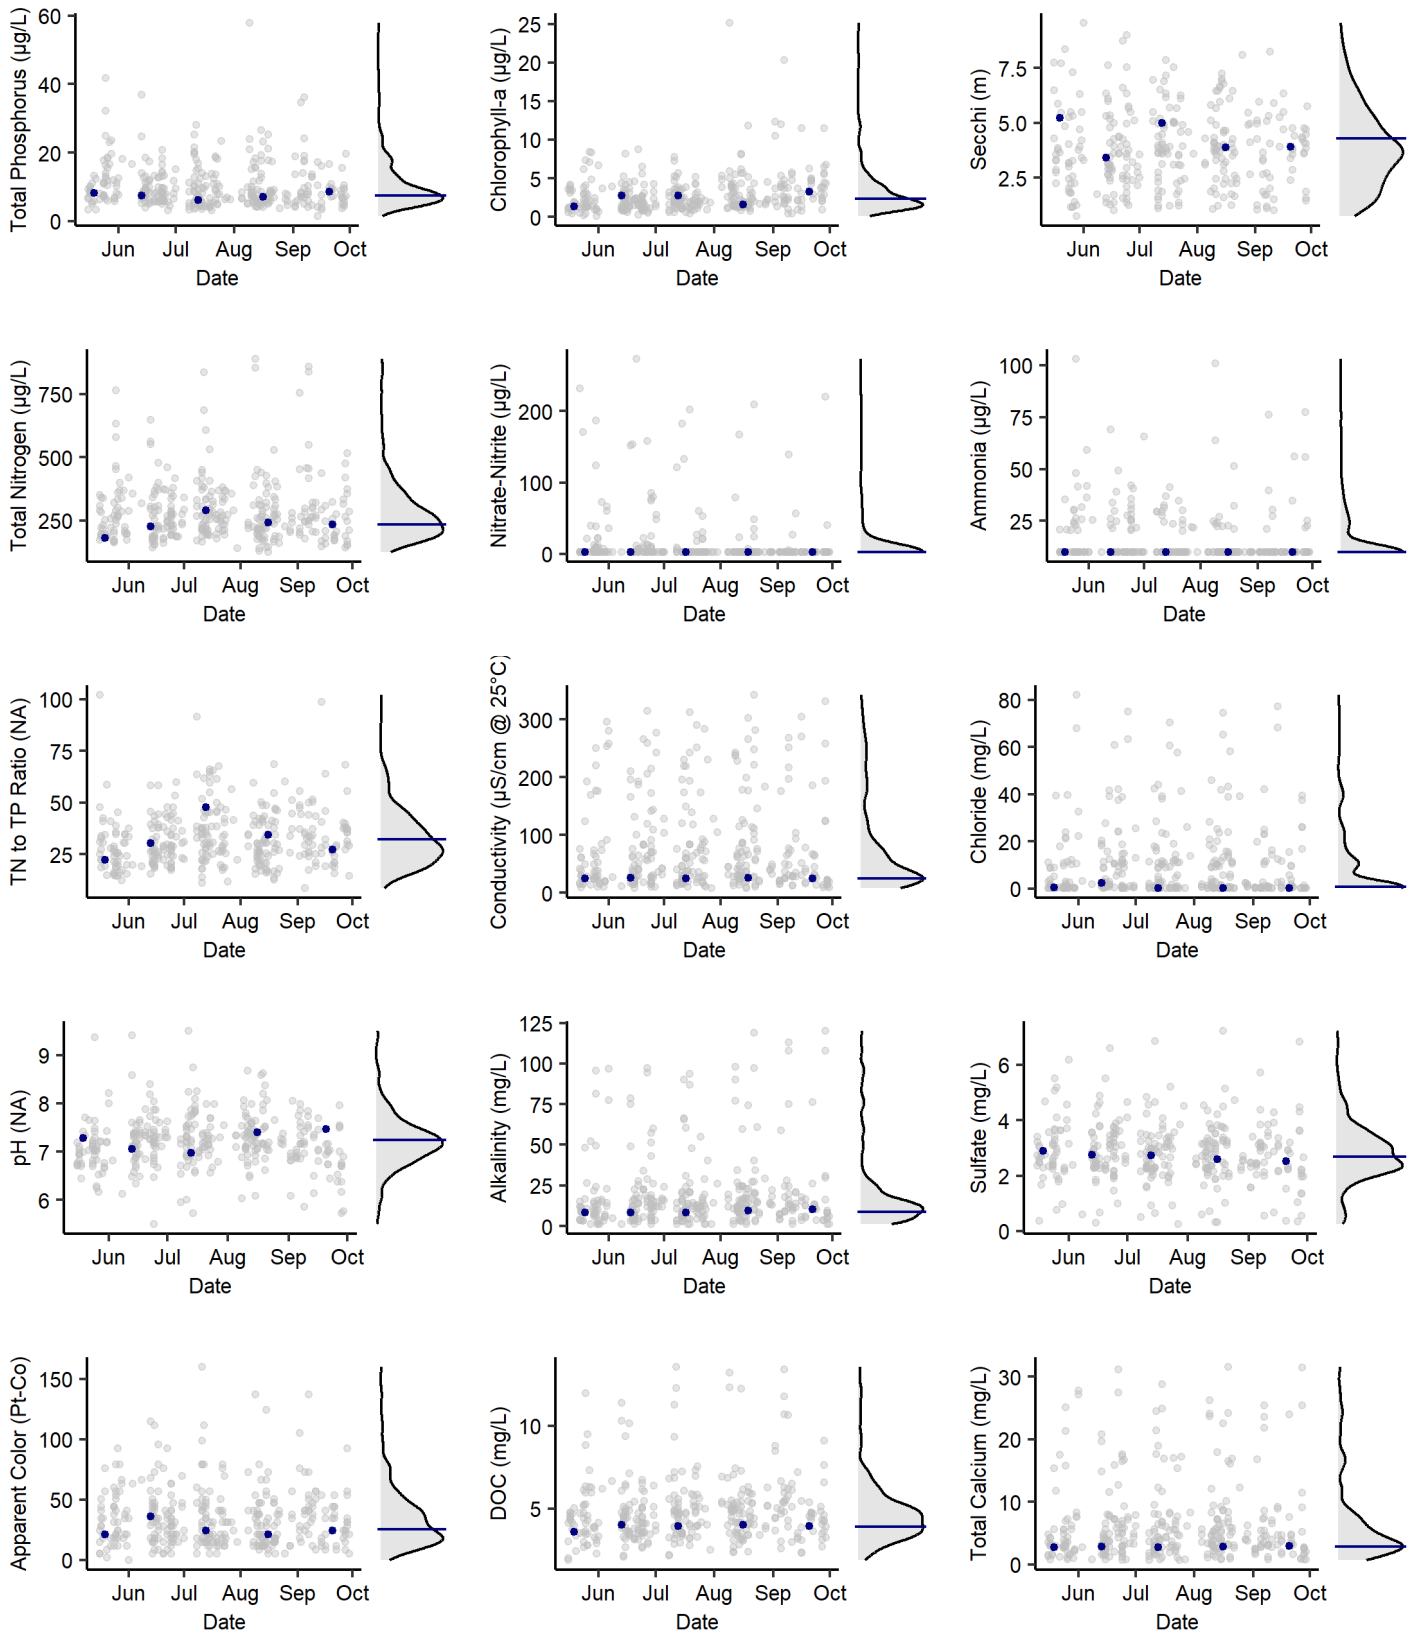 Total Phosphorus (µg/L)
60
40
20
0
Jun Jul Aug Sep Oct
Date
Chlorophyll-a (µg/L)
25
20
15
10
5
0
Jun Jul Aug Sep Oct
Date
Secchi (m)
7.5
5.0
2.5
Jun Jul Aug Sep Oct
Date
Total Nitrogen (µg/L)
750
500
250
Jun Jul Aug Sep Oct
Date
Nitrate-Nitrite (µg/L)
200
100
0
Jun Jul Aug Sep Oct
Date
Ammonia (µg/L)
100
75
50
25
Jun Jul Aug Sep Oct
Date
TN to TP Ratio (NA)
100
75
50
25
Jun Jul Aug Sep Oct
Date
Conductivity (µS/cm @ 25°C)
300
200
100
0
Jun Jul Aug Sep Oct
Date
Chloride (mg/L)
80
60
40
20
0
Jun Jul Aug Sep Oct
Date
pH (NA)
9
8
7
6
Jun Jul Aug Sep Oct
Date
Alkalinity (mg/L)
125
100
75
50
25
0
Jun Jul Aug Sep Oct
Date
Sulfate (mg/L)
6
4
2
0
Jun Jul Aug Sep Oct
Date
Apparent Color (Pt-Co)
150
100
50
0
Jun Jul Aug Sep Oct
Date
DOC (mg/L)
10
5
Jun Jul Aug Sep Oct
Date
Total Calcium (mg/L)
30
20
10
0
Jun Jul Aug Sep Oct
Date